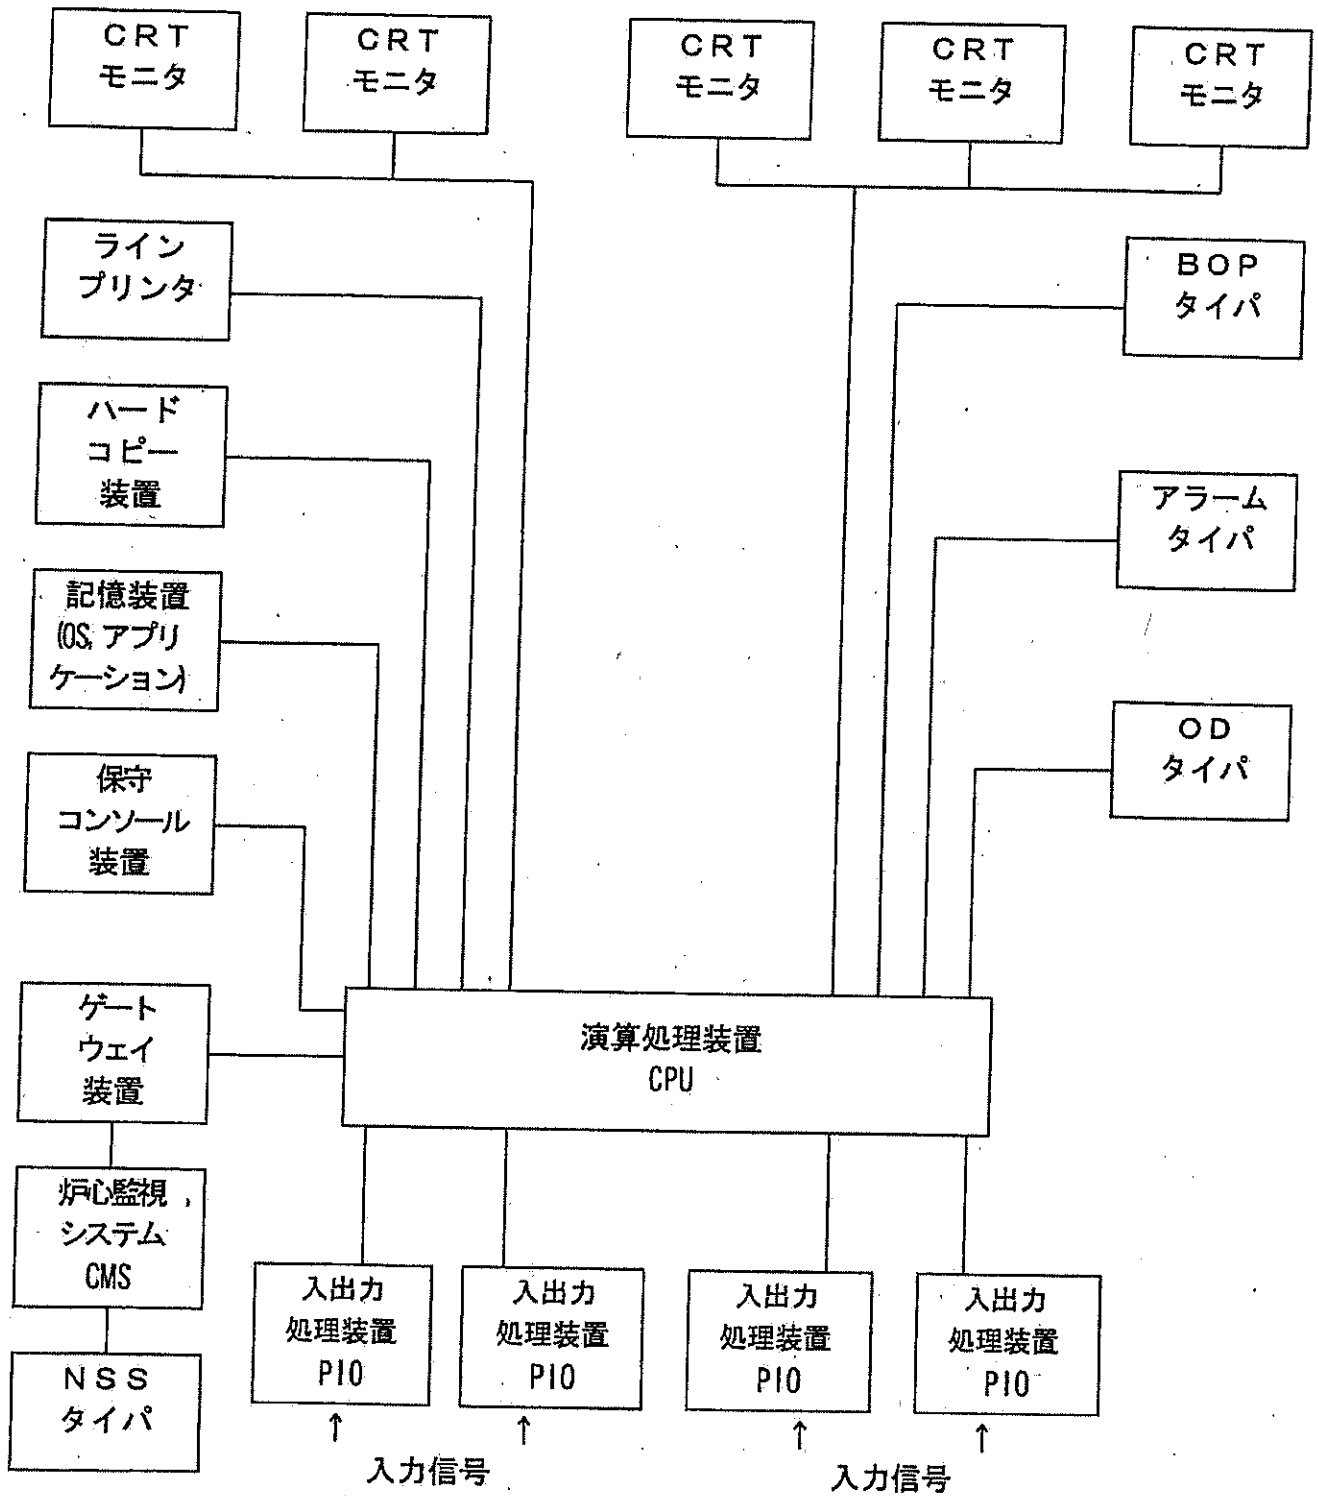 ＣＲＴ
モニタ
ＣＲＴ
モニタ
ＣＲＴ
モニタ
ＣＲＴ
モニタ
ＣＲＴ
モニタ
ライン
プリンタ
ＢＯＰ
タイパ
ハード
コピー
装置
アラーム
タイパ
記憶装置
(OS, アプリ
ケーション)
ＯＤ
タイパ
保守
コンソール
装置
ゲート
ウェイ
装置
演算処理装置
CPU
炉心監視
システム
CMS
入出力
処理装置
PIO
入出力
処理装置
PIO
入出力
処理装置
PIO
入出力
処理装置
PIO
ＮＳＳ
タイパ
↑
↑
↑
↑
入力信号
入力信号